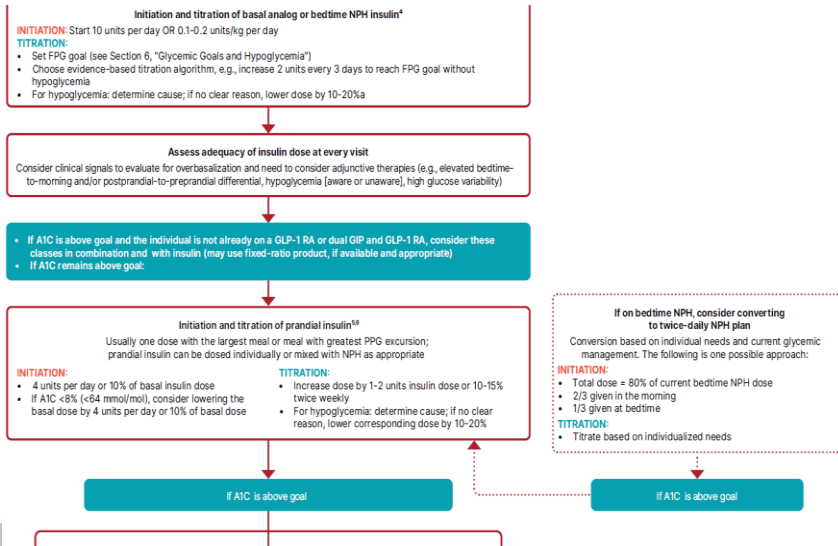 Initiation and titration of basal analog or bedtime NPH insulin4
INITIATION: Start 10 units per day OR 0.1-0.2 units/kg per day
TITRATION:
• Set FPG goal (see Section 6, "Glycemic Goals and Hypoglycemia")
• Choose evidence-based titration algorithm, e.g., increase 2 units every 3 days to reach FPG goal without
hypoglycemia
• For hypoglycemia: determine cause; if no clear reason, lower dose by 10-20%a
Assess adequacy of insulin dose at every visit
Consider clinical signals to evaluate for overbasalization and need to consider adjunctive therapies (e.g., elevated bedtime-
to-morning and/or postprandial-to-preprandial differential, hypoglycemia [aware or unaware], high glucose variability)
• If A1C is above goal and the individual is not already on a GLP-1 RA or dual GIP and GLP-1 RA, consider these
classes in combination and with insulin (may use fixed-ratio product, if available and appropriate)
• If A1C remains above goal:
Initiation and titration of prandial insulin5,6
Usually one dose with the largest meal or meal with greatest PPG excursion;
prandial insulin can be dosed individually or mixed with NPH as appropriate
INITIATION:
• 4 units per day or 10% of basal insulin dose
• If A1C <8% (<64 mmol/mol), consider lowering the
basal dose by 4 units per day or 10% of basal dose
TITRATION:
• Increase dose by 1-2 units insulin dose or 10-15%
twice weekly
• For hypoglycemia: determine cause; if no clear
reason, lower corresponding dose by 10-20%
If on bedtime NPH, consider converting
to twice-daily NPH plan
Conversion based on individual needs and current glycemic
management. The following is one possible approach:
INITIATION:
• Total dose = 80% of current bedtime NPH dose
• 2/3 given in the morning
• 1/3 given at bedtime
TITRATION:
• Titrate based on individualized needs
If A1C is above goal
If A1C is above goal